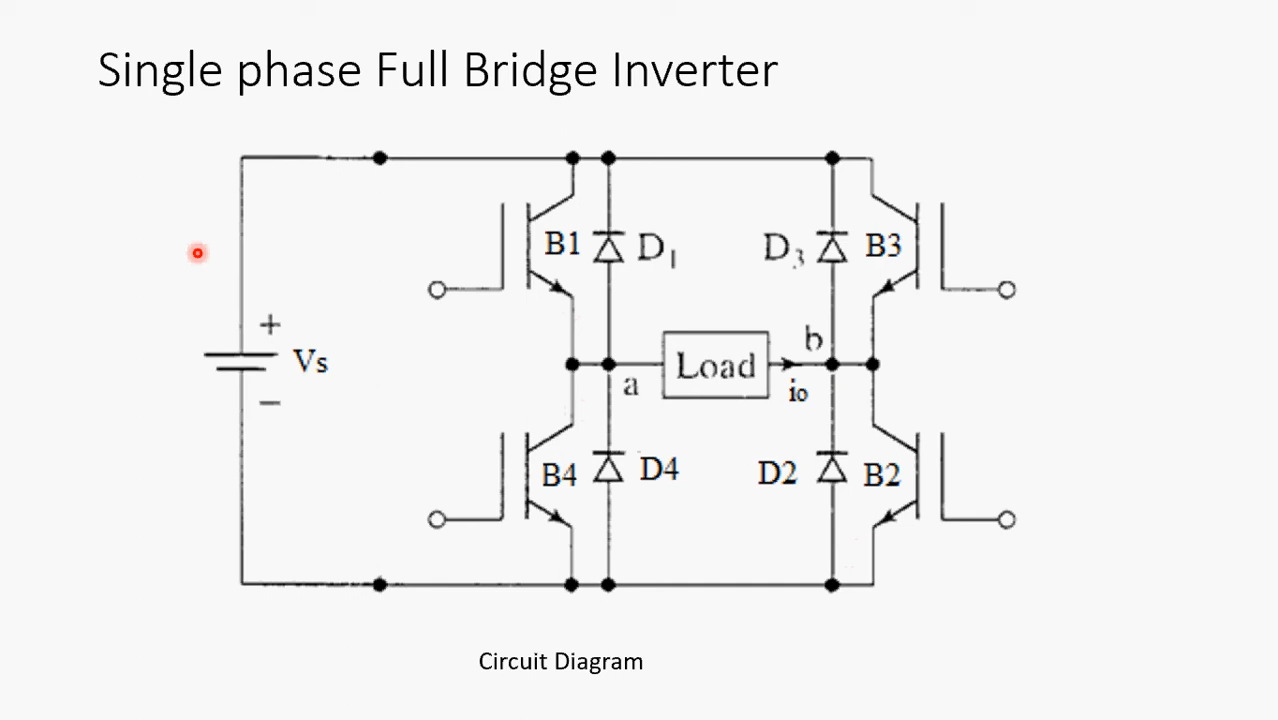 Single phase Full Bridge Inverter
B1 D1 D3 B3
+
Vs
−
a Load b
io
B4 D4 D2 B2
Circuit Diagram